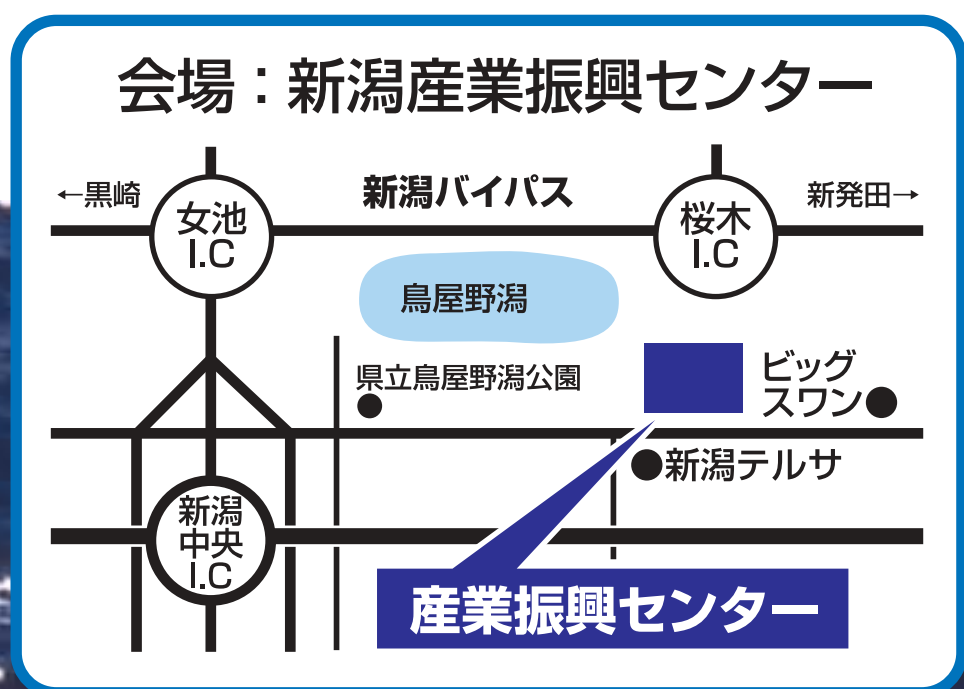 会場：新潟産業振興センター
←黒崎
新潟バイパス
新発田→
女池
I.C
桜木
I.C
鳥屋野潟
県立鳥屋野潟公園
ビッグ
スワン
新潟テルサ
新潟
中央
I.C
産業振興センター